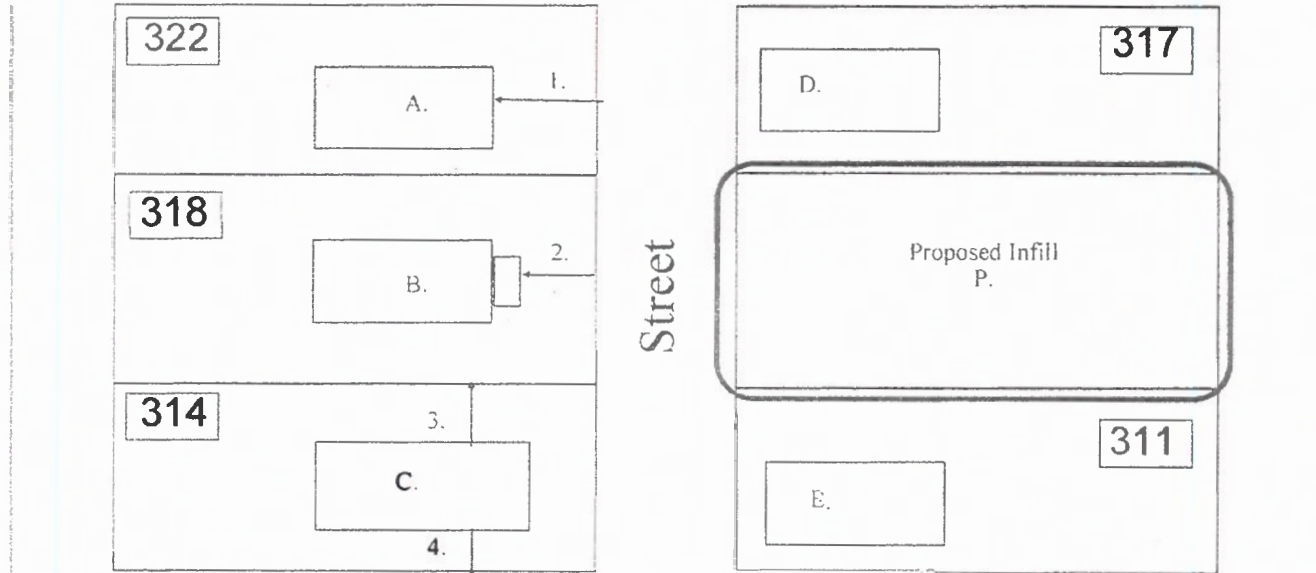 322
A.
1.
318
B.
2.
314
3.
C.
4.
Street
317
D.
Proposed Infill
P.
311
E.